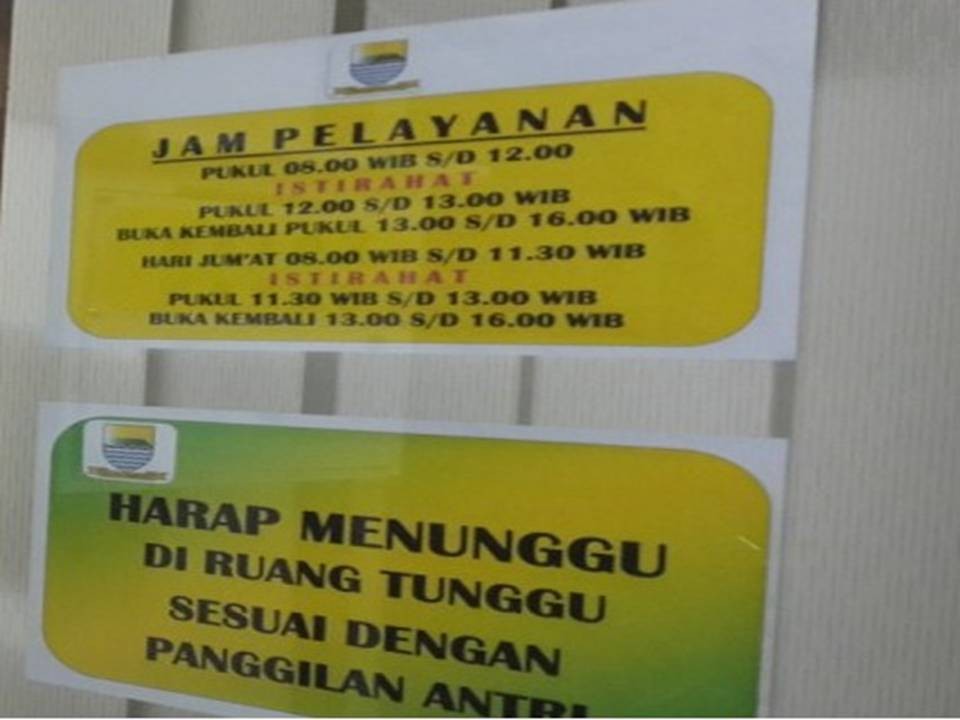 JAM PELAYANAN
PUKUL 08.00 WIB S/D 12.00
ISTIRAHAT
PUKUL 12.00 S/D 13.00 WIB
BUKA KEMBALI PUKUL 13.00 S/D 16.00 WIB
HARI JUM'AT 08.00 WIB S/D 11.30 WIB
ISTIRAHAT
PUKUL 11.30 WIB S/D 13.00 WIB
BUKA KEMBALI 13.00 S/D 16.00 WIB
HARAP MENUNGGU
DI RUANG TUNGGU
SESUAI DENGAN
PANGGILAN ANTRI